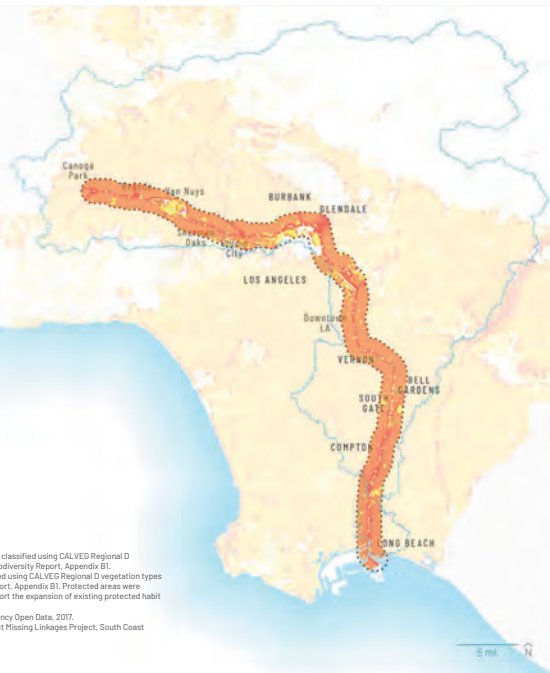 Canoga
Park
Van Nuys
BURBANK
GLENDALE
Oaks
City
LOS ANGELES
Downtown
LA
VERNON
BELL
GARDENS
SOUTH
GATE
COMPTON
LONG BEACH
classified using CALVEG Regional D
odiversity Report, Appendix B1.
ed using CALVEG Regional D vegetation types
ort, Appendix B1. Protected areas were
ort the expansion of existing protected habit
ncy Open Data, 2017.
t Missing Linkages Project, South Coast
mi N